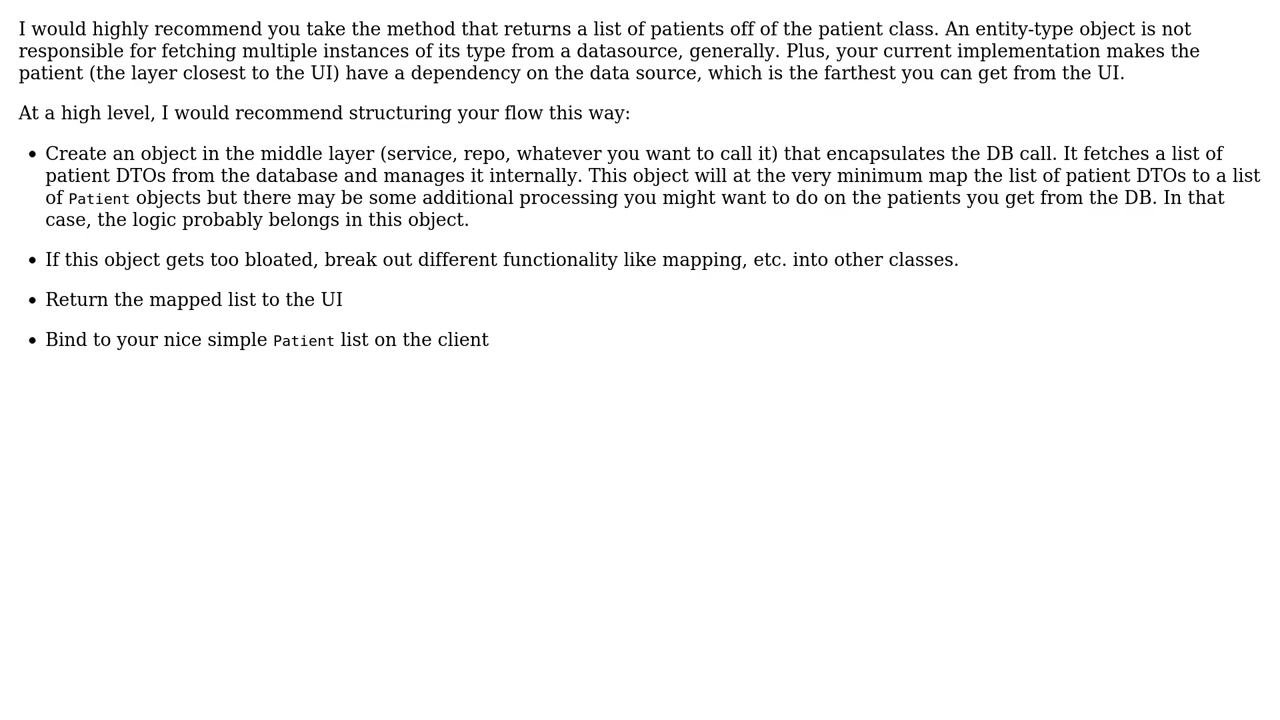 I would highly recommend you take the method that returns a list of patients off of the patient class. An entity-type object is not
responsible for fetching multiple instances of its type from a datasource, generally. Plus, your current implementation makes the
patient (the layer closest to the UI) have a dependency on the data source, which is the farthest you can get from the UI.
At a high level, I would recommend structuring your flow this way:
• Create an object in the middle layer (service, repo, whatever you want to call it) that encapsulates the DB call. It fetches a list of
patient DTOs from the database and manages it internally. This object will at the very minimum map the list of patient DTOs to a list
of Patient objects but there may be some additional processing you might want to do on the patients you get from the DB. In that
case, the logic probably belongs in this object.
• If this object gets too bloated, break out different functionality like mapping, etc. into other classes.
• Return the mapped list to the UI
• Bind to your nice simple Patient list on the client